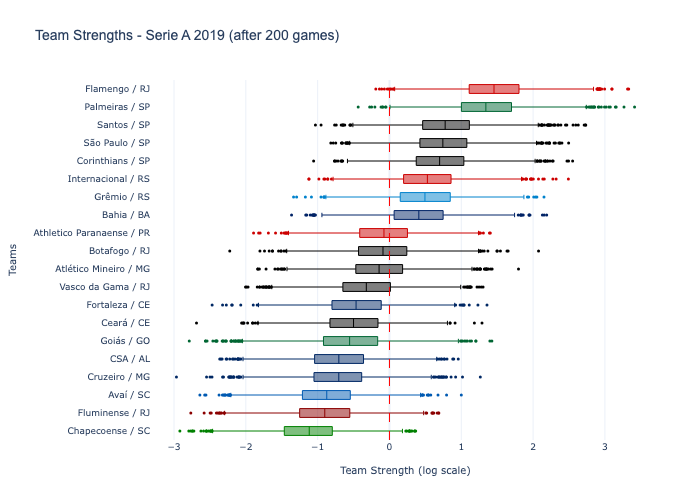 Team Strengths - Serie A 2019 (after 200 games)
Flamengo / RJ
Palmeiras / SP
Santos / SP
São Paulo / SP
Corinthians / SP
Internacional / RS
Grêmio / RS
Bahia / BA
Athletico Paranaense / PR
Botafogo / RJ
Atlético Mineiro / MG
Vasco da Gama / RJ
Fortaleza / CE
Ceará / CE
Goiás / GO
CSA / AL
Cruzeiro / MG
Avaí / SC
Fluminense / RJ
Chapecoense / SC
Teams
−3 −2 −1 0 1 2 3
Team Strength (log scale)